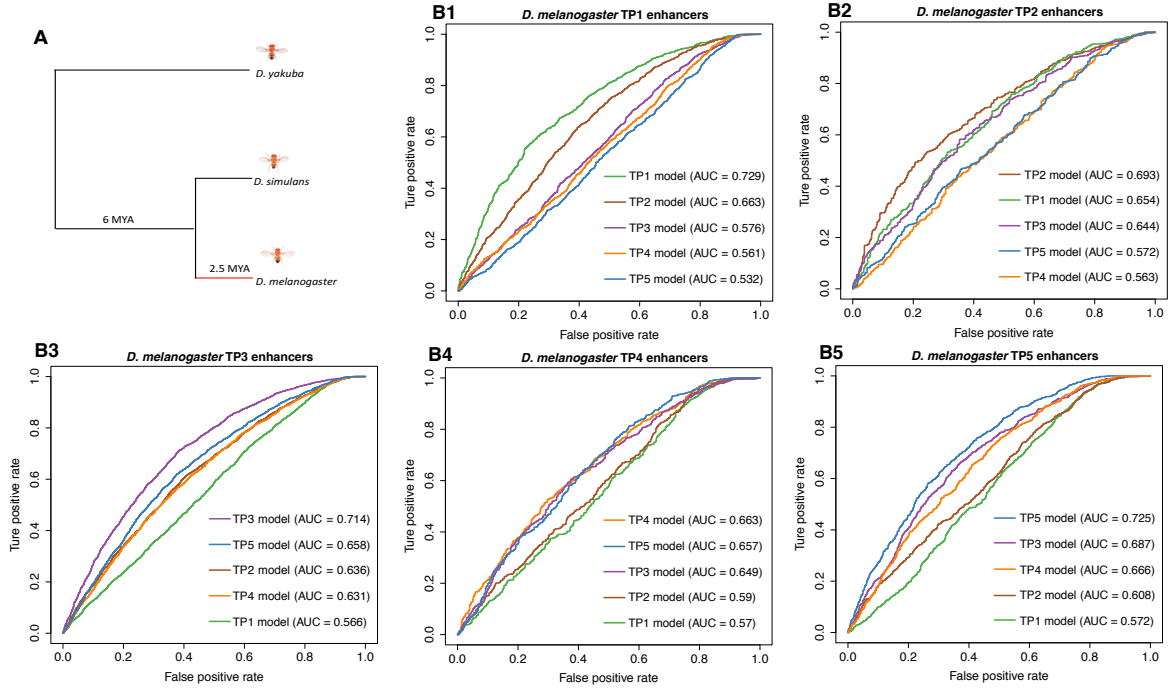 A
D. yakuba
D. simulans
6 MYA
2.5 MYA
D. melanogaster
B1
D. melanogaster TP1 enhancers
Ture positive rate
0.0 0.2 0.4 0.6 0.8 1.0
TP1 model (AUC = 0.729)
TP2 model (AUC = 0.663)
TP3 model (AUC = 0.576)
TP4 model (AUC = 0.561)
TP5 model (AUC = 0.532)
0.0 0.2 0.4 0.6 0.8 1.0
False positive rate
B2
D. melanogaster TP2 enhancers
Ture positive rate
0.0 0.2 0.4 0.6 0.8 1.0
TP2 model (AUC = 0.693)
TP1 model (AUC = 0.654)
TP3 model (AUC = 0.644)
TP5 model (AUC = 0.572)
TP4 model (AUC = 0.563)
0.0 0.2 0.4 0.6 0.8 1.0
False positive rate
B3
D. melanogaster TP3 enhancers
Ture positive rate
0.0 0.2 0.4 0.6 0.8 1.0
TP3 model (AUC = 0.714)
TP5 model (AUC = 0.658)
TP2 model (AUC = 0.636)
TP4 model (AUC = 0.631)
TP1 model (AUC = 0.566)
0.0 0.2 0.4 0.6 0.8 1.0
False positive rate
B4
D. melanogaster TP4 enhancers
Ture positive rate
0.0 0.2 0.4 0.6 0.8 1.0
TP4 model (AUC = 0.663)
TP5 model (AUC = 0.657)
TP3 model (AUC = 0.649)
TP2 model (AUC = 0.59)
TP1 model (AUC = 0.57)
0.0 0.2 0.4 0.6 0.8 1.0
False positive rate
B5
D. melanogaster TP5 enhancers
Ture positive rate
0.0 0.2 0.4 0.6 0.8 1.0
TP5 model (AUC = 0.725)
TP3 model (AUC = 0.687)
TP4 model (AUC = 0.666)
TP2 model (AUC = 0.608)
TP1 model (AUC = 0.572)
0.0 0.2 0.4 0.6 0.8 1.0
False positive rate